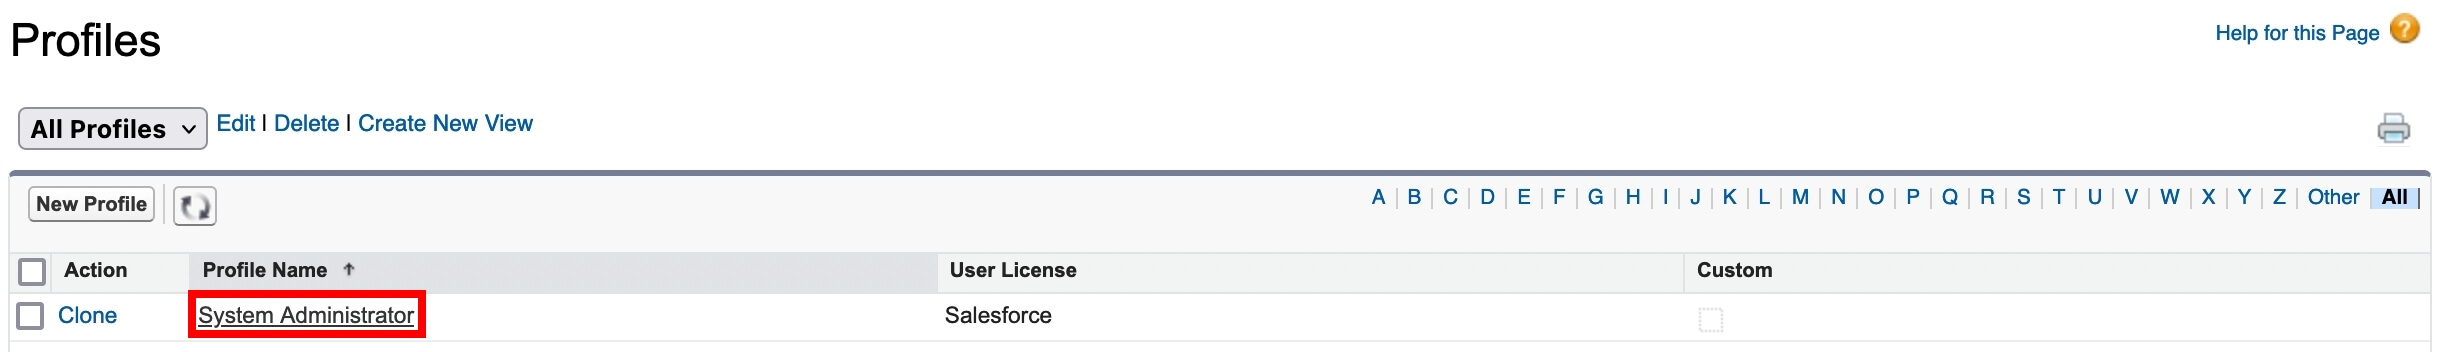 Profiles
Help for this Page ?
All Profiles Edit | Delete | Create New View
New Profile A B C D E F G H I J K L M N O P Q R S T U V W X Y Z Other All
Action Profile Name ↑ User License Custom
Clone System Administrator Salesforce